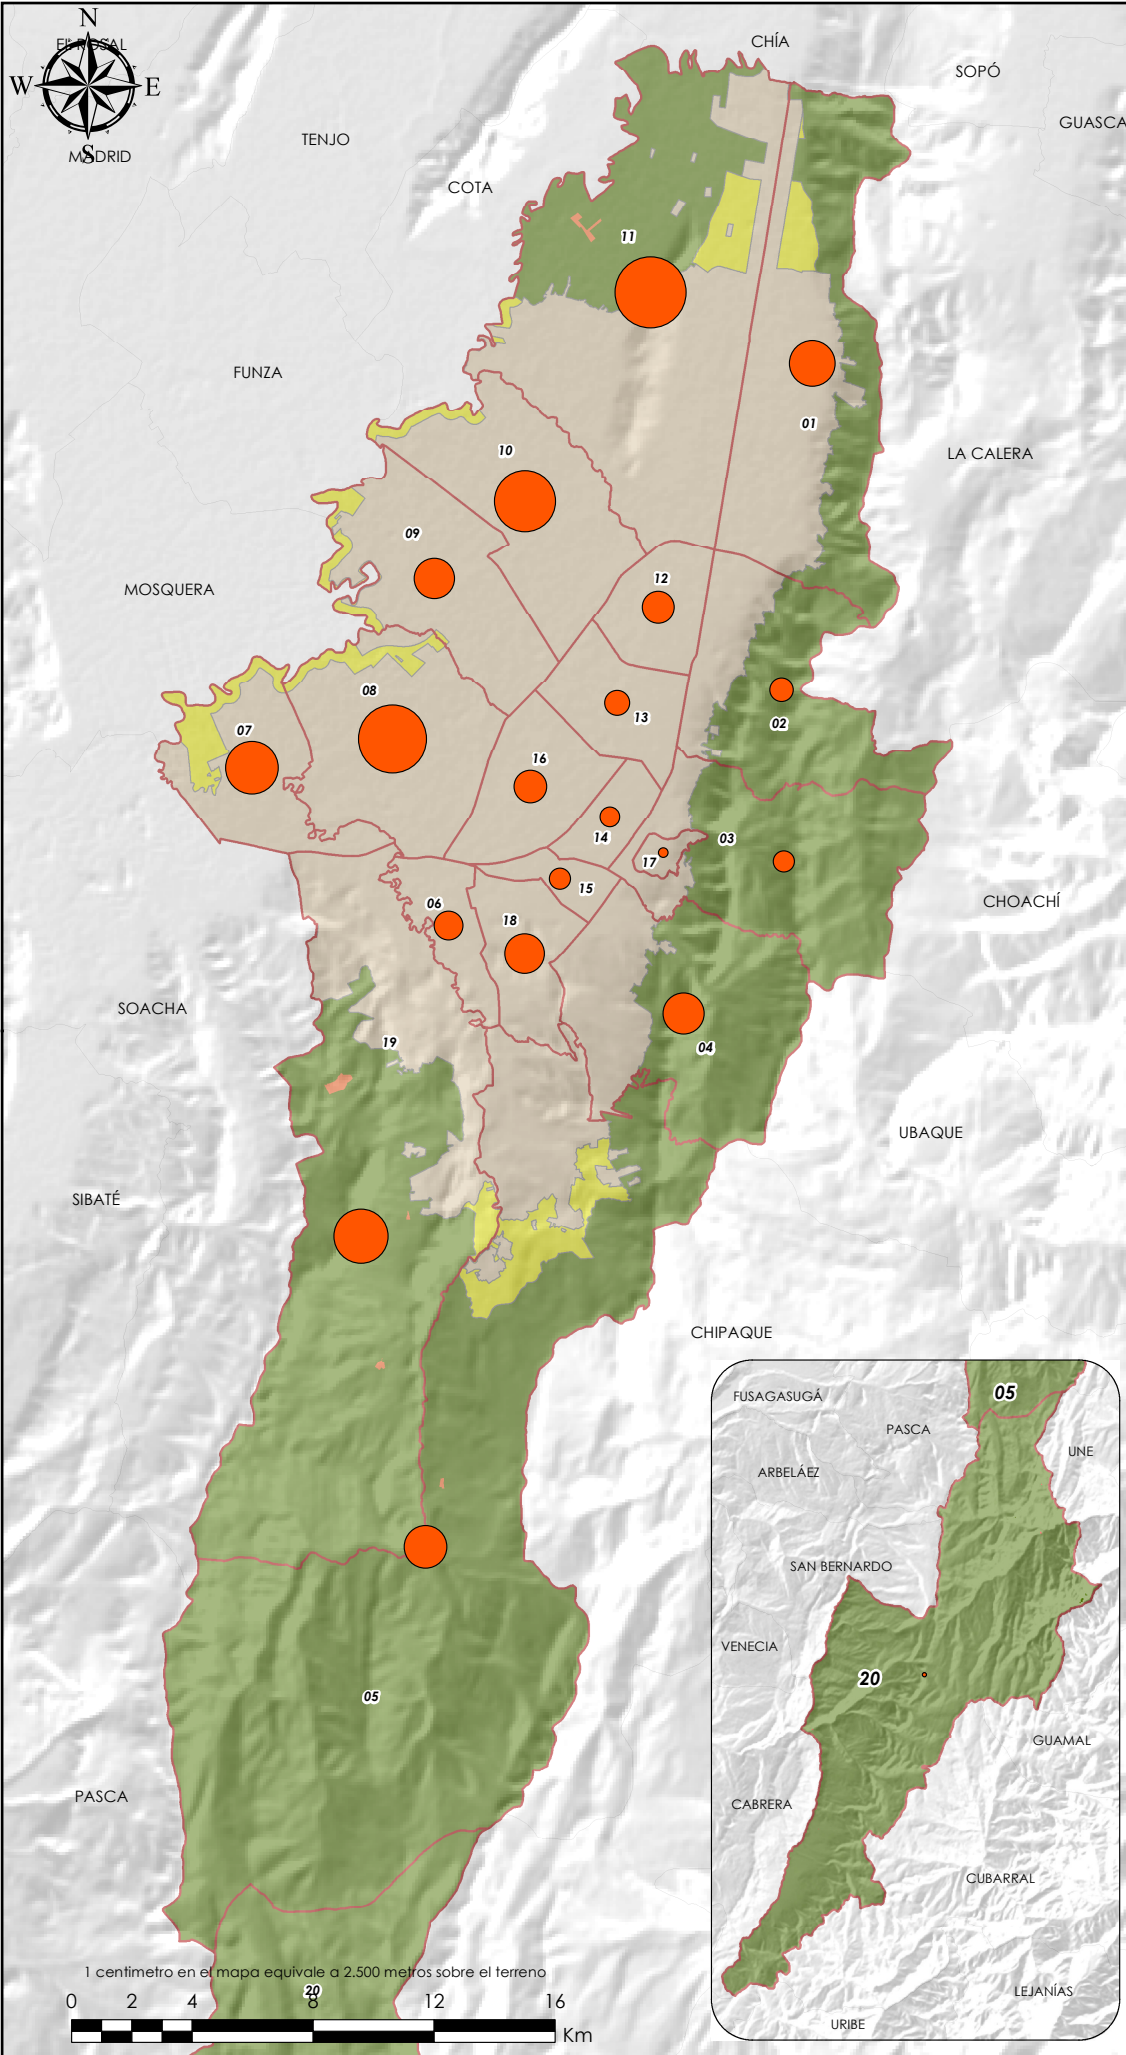 N
EL ROSAL
W
E
S
MADRID
CHÍA
SOPÓ
GUASCA
TENJO
COTA
11
FUNZA
01
LA CALERA
10
09
12
MOSQUERA
08
13
02
07
16
14
03
17
15
CHOACHÍ
06
18
SOACHA
19
04
UBAQUE
SIBATÉ
CHIPAQUE
05
PASCA
20
FUSAGASUGÁ
05
PASCA
UNE
ARBELÁEZ
SAN BERNARDO
VENECIA
20
GUAMAL
CABRERA
CUBARRAL
LEJANÍAS
URIBE
1 centimetro en el mapa equivale a 2.500 metros sobre el terreno
0 2 4 8 12 16
Km